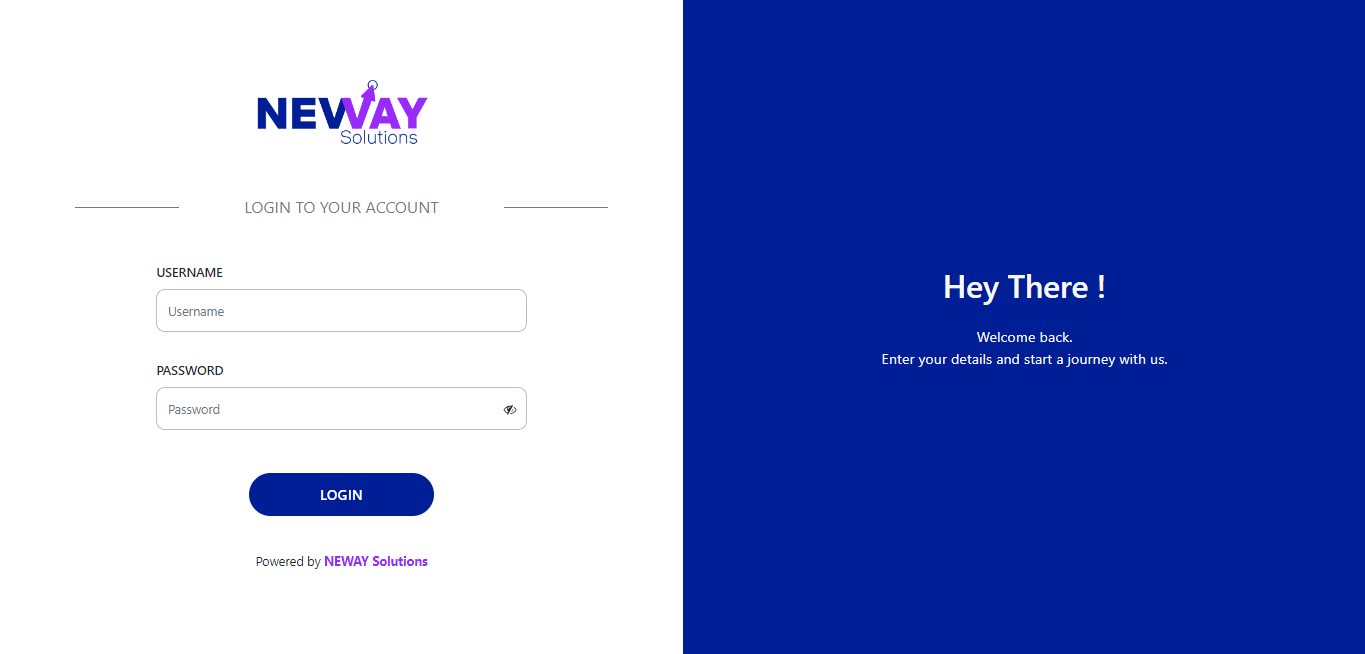 NEWAY
Solutions
LOGIN TO YOUR ACCOUNT
USERNAME
Username
PASSWORD
Password
LOGIN
Powered by NEWAY Solutions
Hey There !
Welcome back.
Enter your details and start a journey with us.